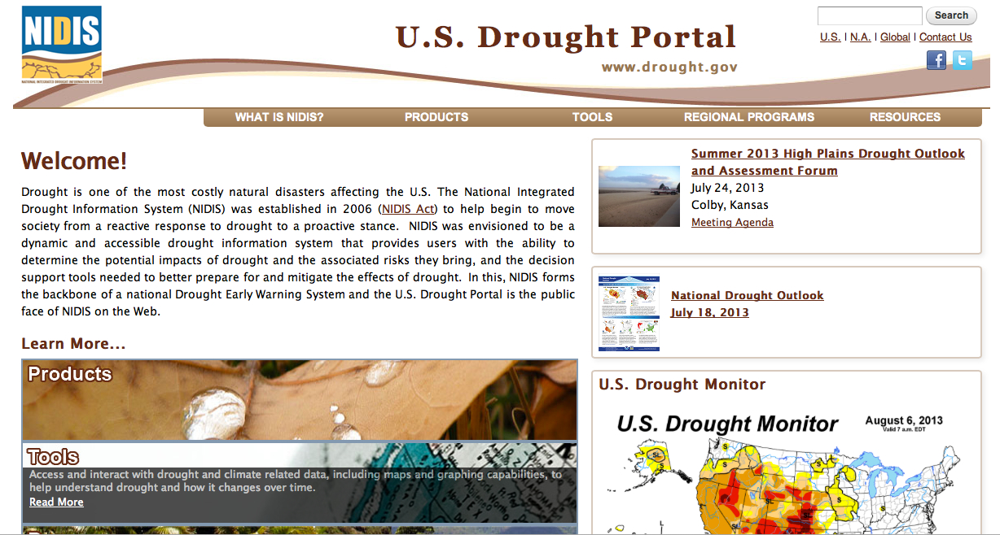 NIDIS
NATIONAL INTEGRATED DROUGHT INFORMATION SYSTEM
U.S. Drought Portal
www.drought.gov
Search
U.S. | N.A. | Global | Contact Us
WHAT IS NIDIS? PRODUCTS TOOLS REGIONAL PROGRAMS RESOURCES
Welcome!
Drought is one of the most costly natural disasters affecting the U.S. The National Integrated
Drought Information System (NIDIS) was established in 2006 (NIDIS Act) to help begin to move
society from a reactive response to drought to a proactive stance. NIDIS was envisioned to be a
dynamic and accessible drought information system that provides users with the ability to
determine the potential impacts of drought and the associated risks they bring, and the decision
support tools needed to better prepare for and mitigate the effects of drought. In this, NIDIS forms
the backbone of a national Drought Early Warning System and the U.S. Drought Portal is the public
face of NIDIS on the Web.
Learn More...
Products
Tools
Access and interact with drought and climate related data, including maps and graphing capabilities, to
help understand drought and how it changes over time.
Read More
Summer 2013 High Plains Drought Outlook
and Assessment Forum
July 24, 2013
Colby, Kansas
Meeting Agenda
National Drought Outlook
July 18, 2013
U.S. Drought Monitor
U.S. Drought Monitor
August 6, 2013
Valid 7 a.m. EDT
SL
S
S
S
S
S
SL
S
SL
L